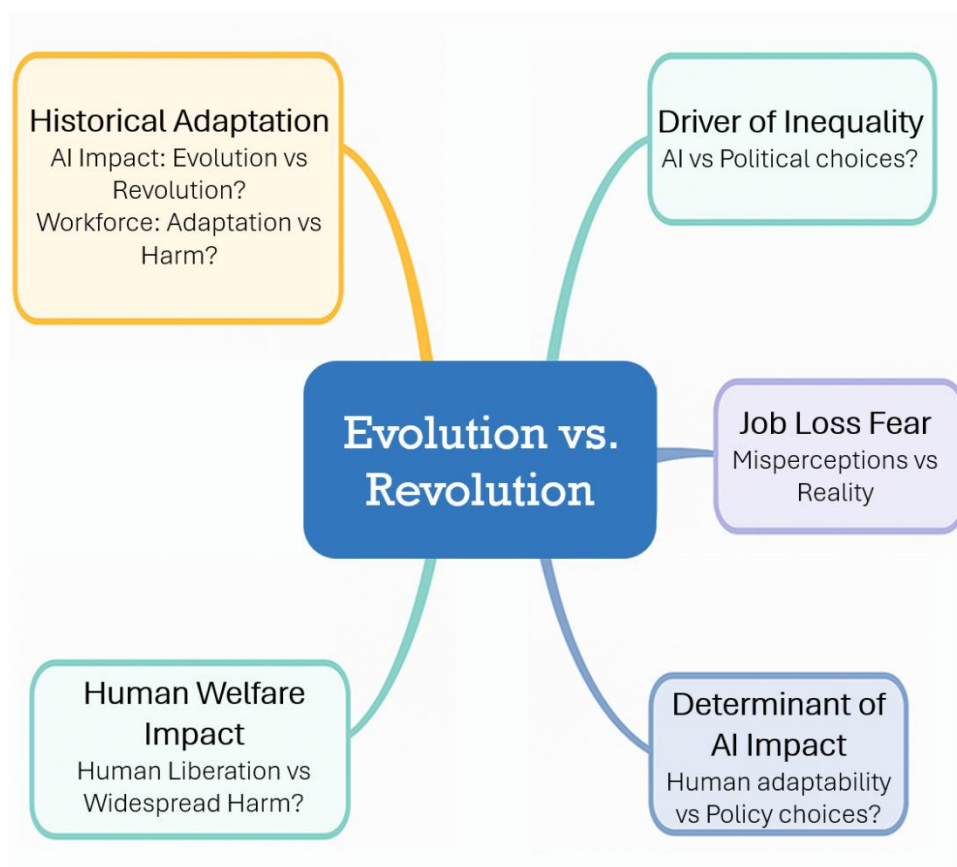 Historical Adaptation
AI Impact: Evolution vs
Revolution?
Workforce: Adaptation vs
Harm?
Driver of Inequality
AI vs Political choices?
Evolution vs.
Revolution
Job Loss Fear
Misperceptions vs
Reality
Human Welfare
Impact
Human Liberation vs
Widespread Harm?
Determinant of
AI Impact
Human adaptability
vs Policy choices?